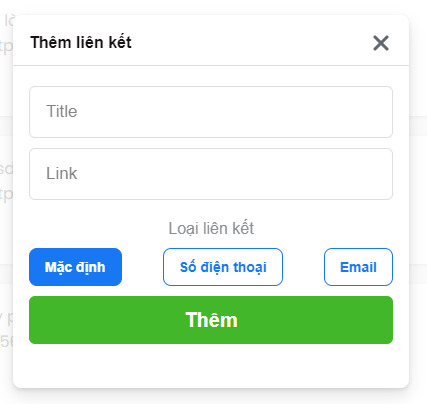 Thêm liên kết
Title
Link
Loại liên kết
Mặc định Số điện thoại Email
Thêm